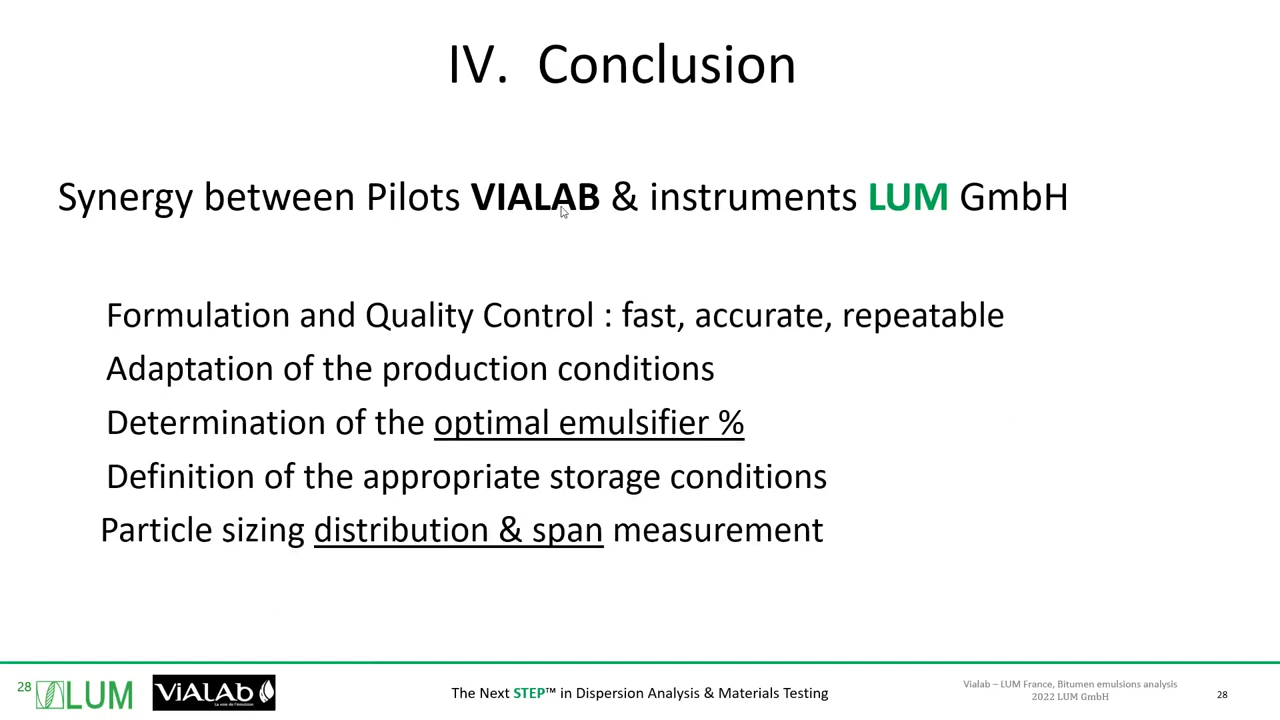 IV. Conclusion
Synergy between Pilots VIALAB & instruments LUM GmbH
Formulation and Quality Control : fast, accurate, repeatable
Adaptation of the production conditions
Determination of the optimal emulsifier %
Definition of the appropriate storage conditions
Particle sizing distribution & span measurement
28
LUM
ViALAb
La voie de l'émulsion
The Next STEP™ in Dispersion Analysis & Materials Testing
Vialab – LUM France, Bitumen emulsions analysis
2022 LUM GmbH
28